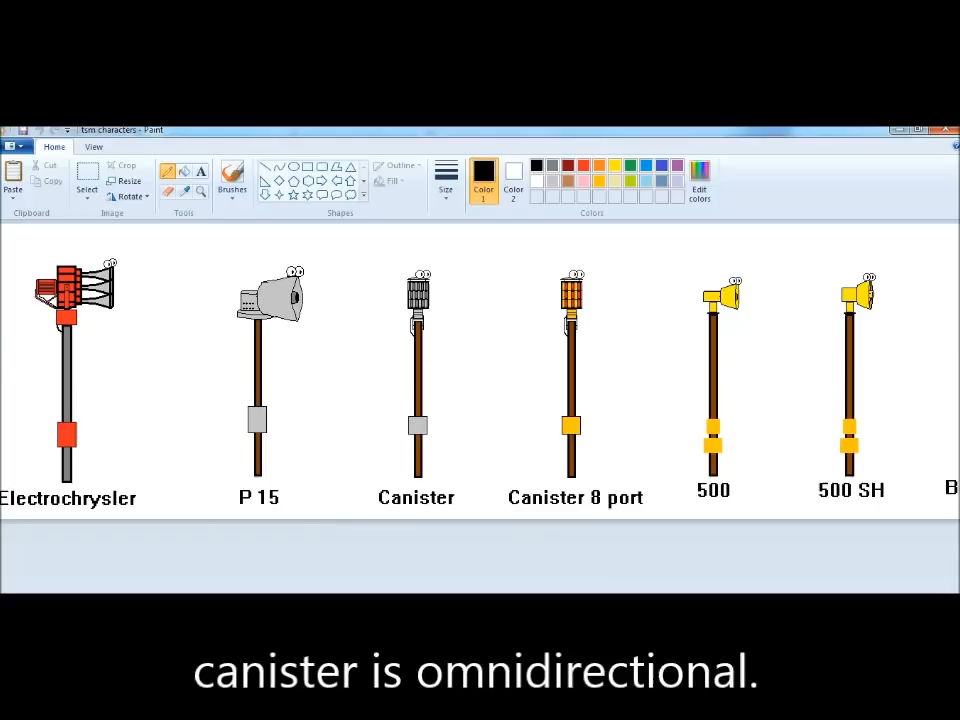 tsm characters - Paint
Home View
Cut
Copy
Paste
Clipboard
Select
Crop
Resize
Rotate
Image
A
Tools
Brushes
Outline
Fill
Shapes
Size
Color 1
Color 2
Edit colors
Colors
Electrochrysler P 15 Canister Canister 8 port 500 500 SH B
canister is omnidirectional.